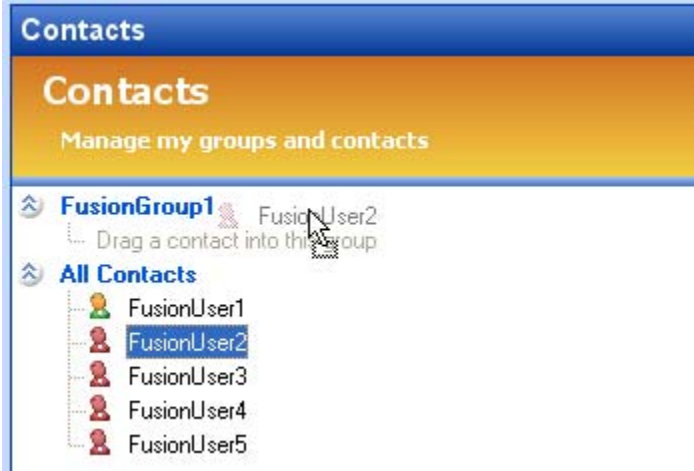 Contacts
Contacts
Manage my groups and contacts
FusionGroup1 FusionUser2
Drag a contact into this group
All Contacts
FusionUser1
FusionUser2
FusionUser3
FusionUser4
FusionUser5